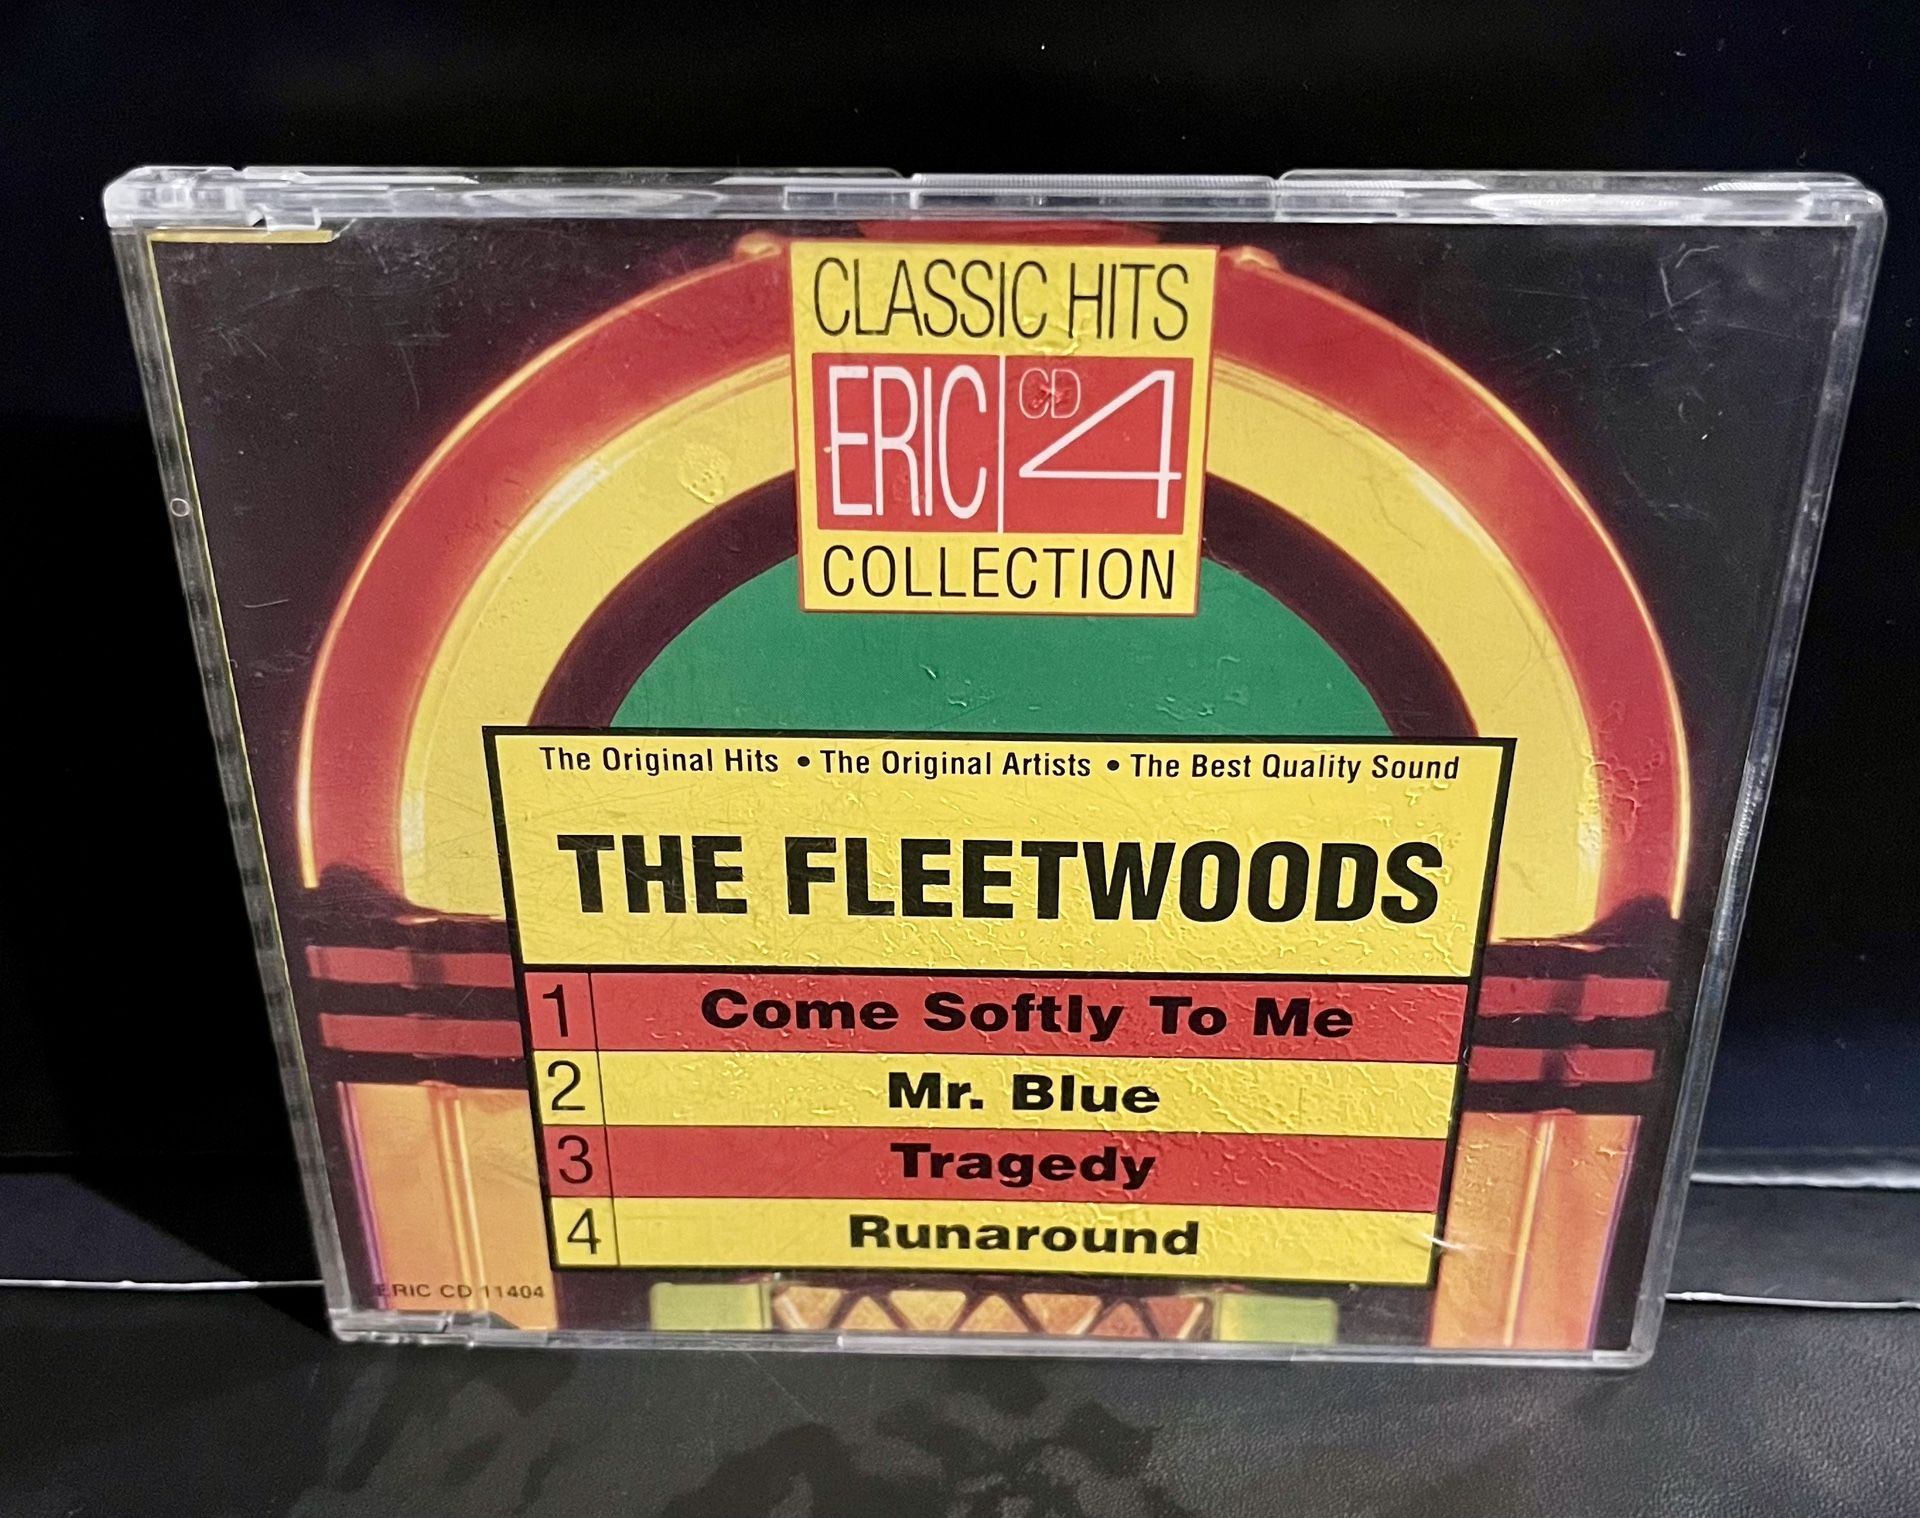 CLASSIC HITS
ERIC CD 4
COLLECTION
The Original Hits • The Original Artists • The Best Quality Sound
THE FLEETWOODS
1 Come Softly To Me
2 Mr. Blue
3 Tragedy
4 Runaround
ERIC CD 11404